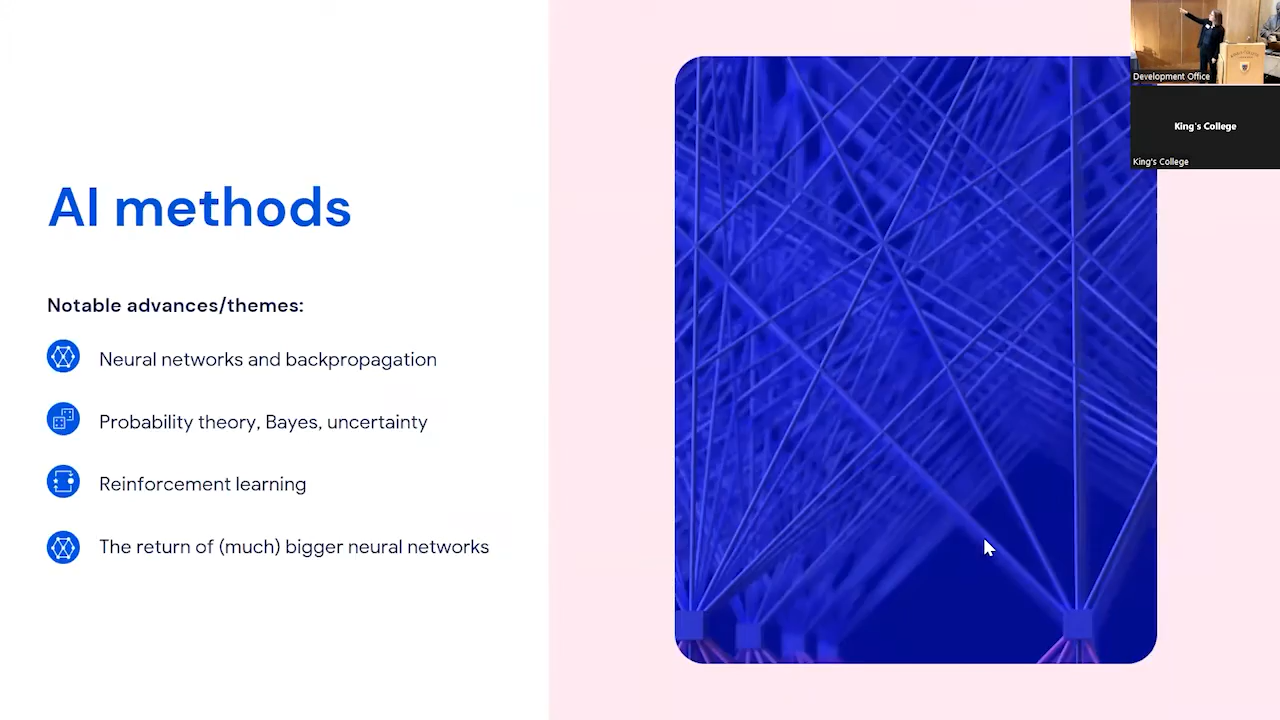 AI methods
Notable advances/themes:
Neural networks and backpropagation
Probability theory, Bayes, uncertainty
Reinforcement learning
The return of (much) bigger neural networks
Development Office
King's College
King's College